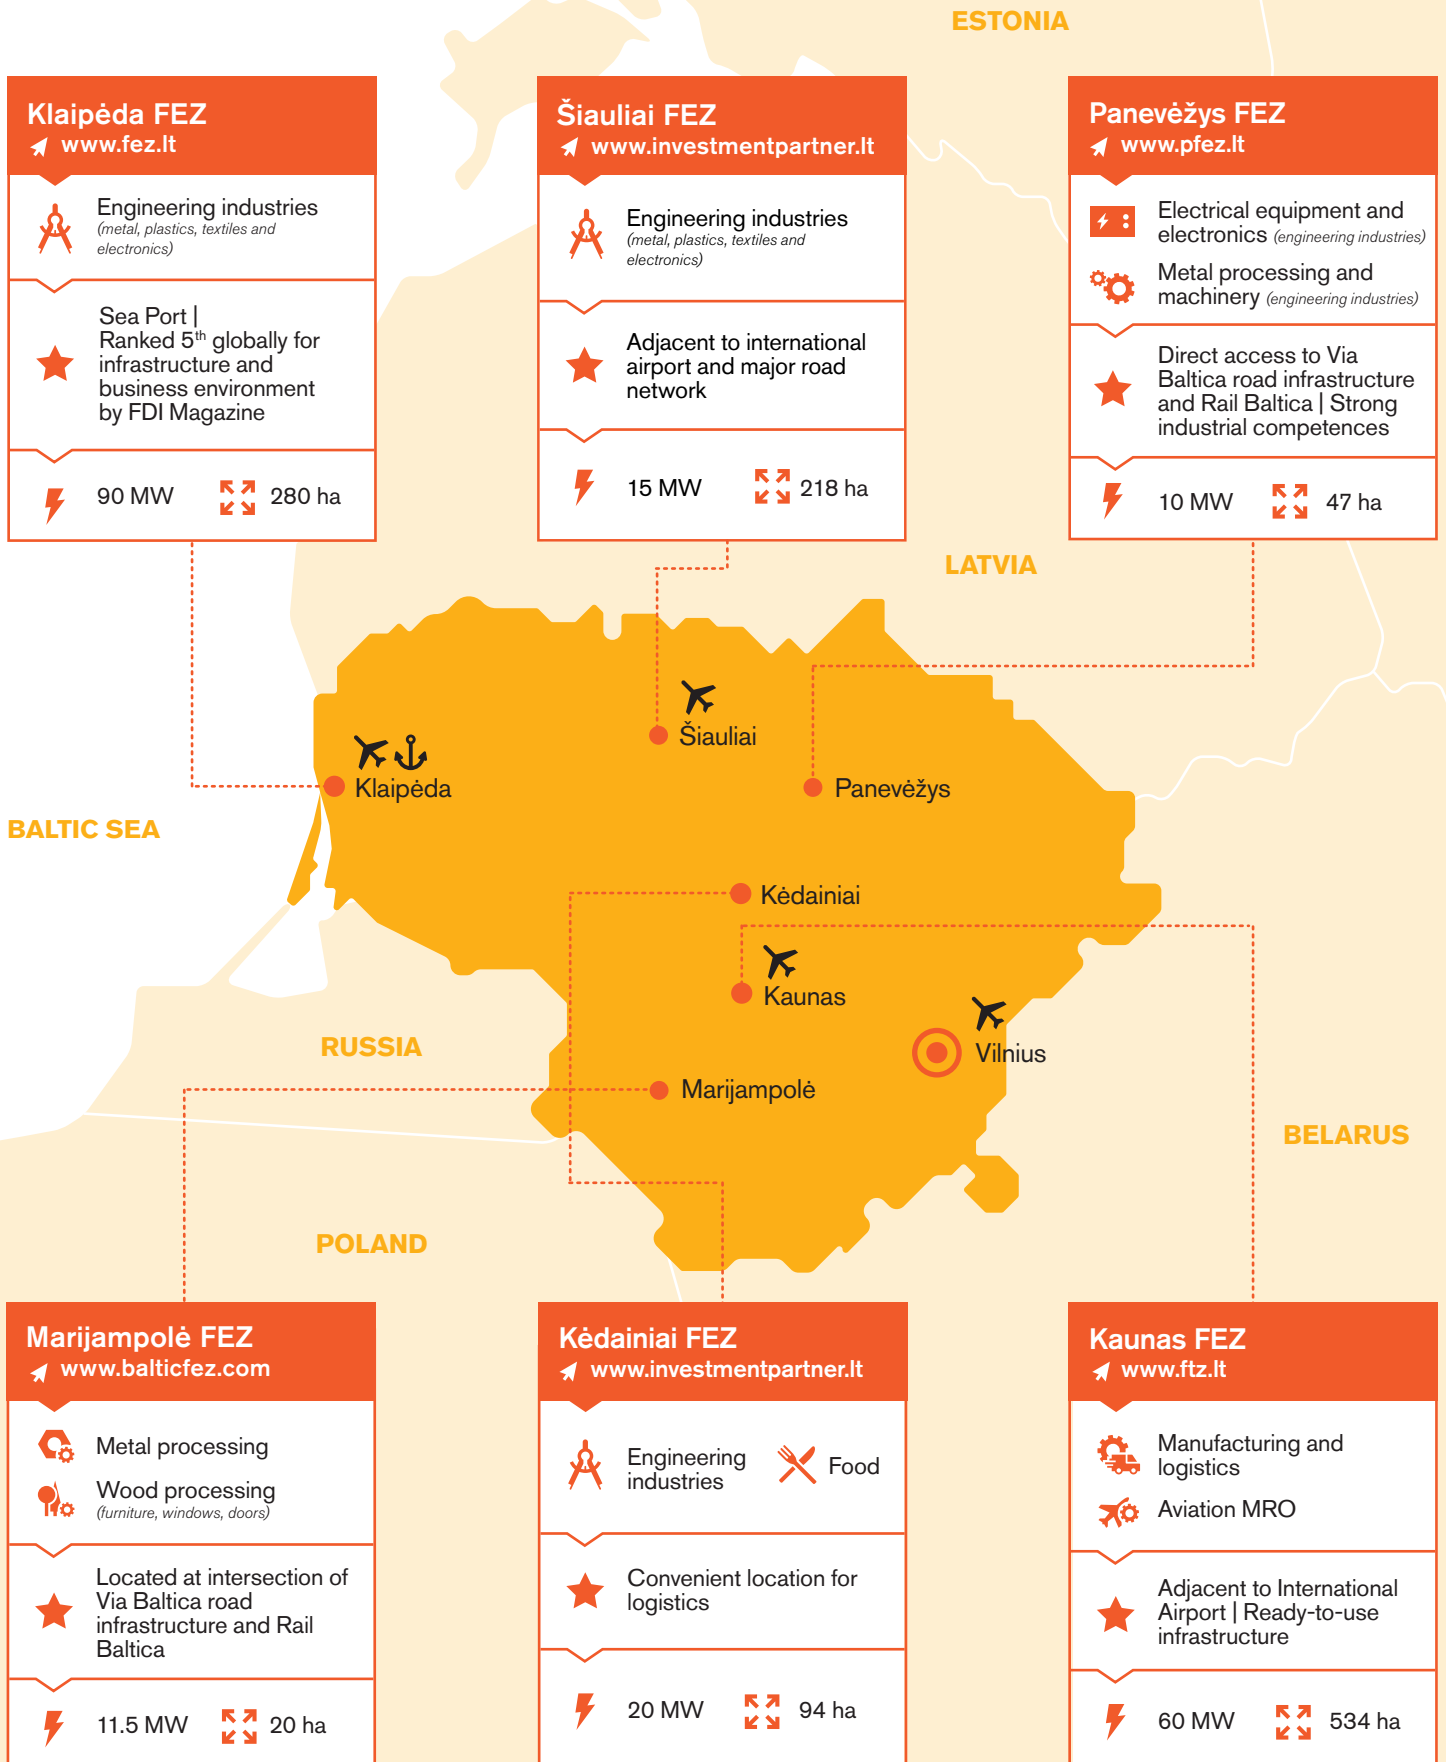 ESTONIA
Klaipėda FEZ
www.fez.lt
Engineering industries
(metal, plastics, textiles and
electronics)
Sea Port |
Ranked 5th globally for
infrastructure and
business environment
by FDI Magazine
90 MW
280 ha
Šiauliai FEZ
www.investmentpartner.lt
Engineering industries
(metal, plastics, textiles and
electronics)
Adjacent to international
airport and major road
network
15 MW
218 ha
Panevėžys FEZ
www.pfez.lt
Electrical equipment and
electronics (engineering industries)
Metal processing and
machinery (engineering industries)
Direct access to Via
Baltica road infrastructure
and Rail Baltica | Strong
industrial competences
10 MW
47 ha
LATVIA
Šiauliai
Klaipėda
Panevėžys
BALTIC SEA
Kėdainiai
Kaunas
RUSSIA
Vilnius
Marijampolė
BELARUS
POLAND
Marijampolė FEZ
www.balticfez.com
Metal processing
Wood processing
(furniture, windows, doors)
Located at intersection of
Via Baltica road
infrastructure and Rail
Baltica
11.5 MW
20 ha
Kėdainiai FEZ
www.investmentpartner.lt
Engineering
industries
Food
Convenient location for
logistics
20 MW
94 ha
Kaunas FEZ
www.ftz.lt
Manufacturing and
logistics
Aviation MRO
Adjacent to International
Airport | Ready-to-use
infrastructure
60 MW
534 ha